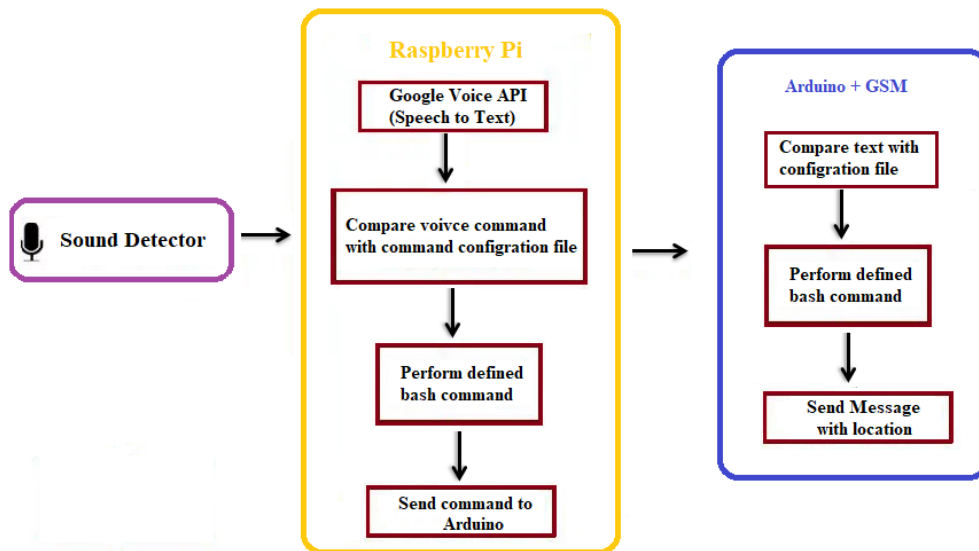 Sound Detector
Raspberry Pi
Google Voice API
(Speech to Text)
Compare voivce command
with command configration file
Perform defined
bash command
Send command to
Arduino
Arduino + GSM
Compare text with
configration file
Perform defined
bash command
Send Message
with location